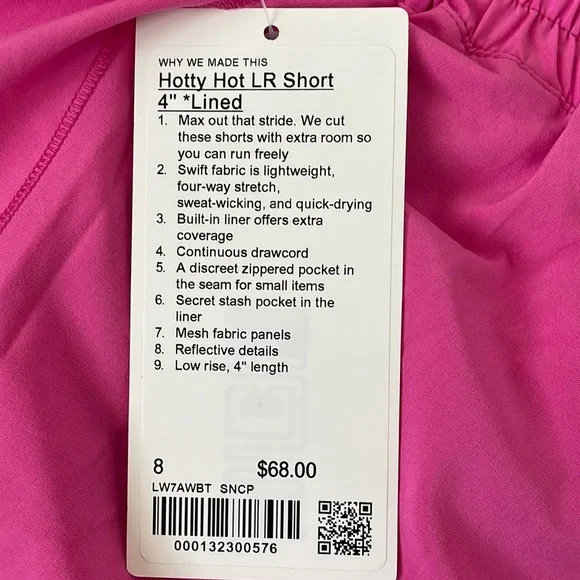 WHY WE MADE THIS
Hotty Hot LR Short
4" *Lined
1. Max out that stride. We cut
these shorts with extra room so
you can run freely
2. Swift fabric is lightweight,
four-way stretch,
sweat-wicking, and quick-drying
3. Built-in liner offers extra
coverage
4. Continuous drawcord
5. A discreet zippered pocket in
the seam for small items
6. Secret stash pocket in the
liner
7. Mesh fabric panels
8. Reflective details
9. Low rise, 4" length
8 $68.00
LW7AWBT SNCP
000132300576